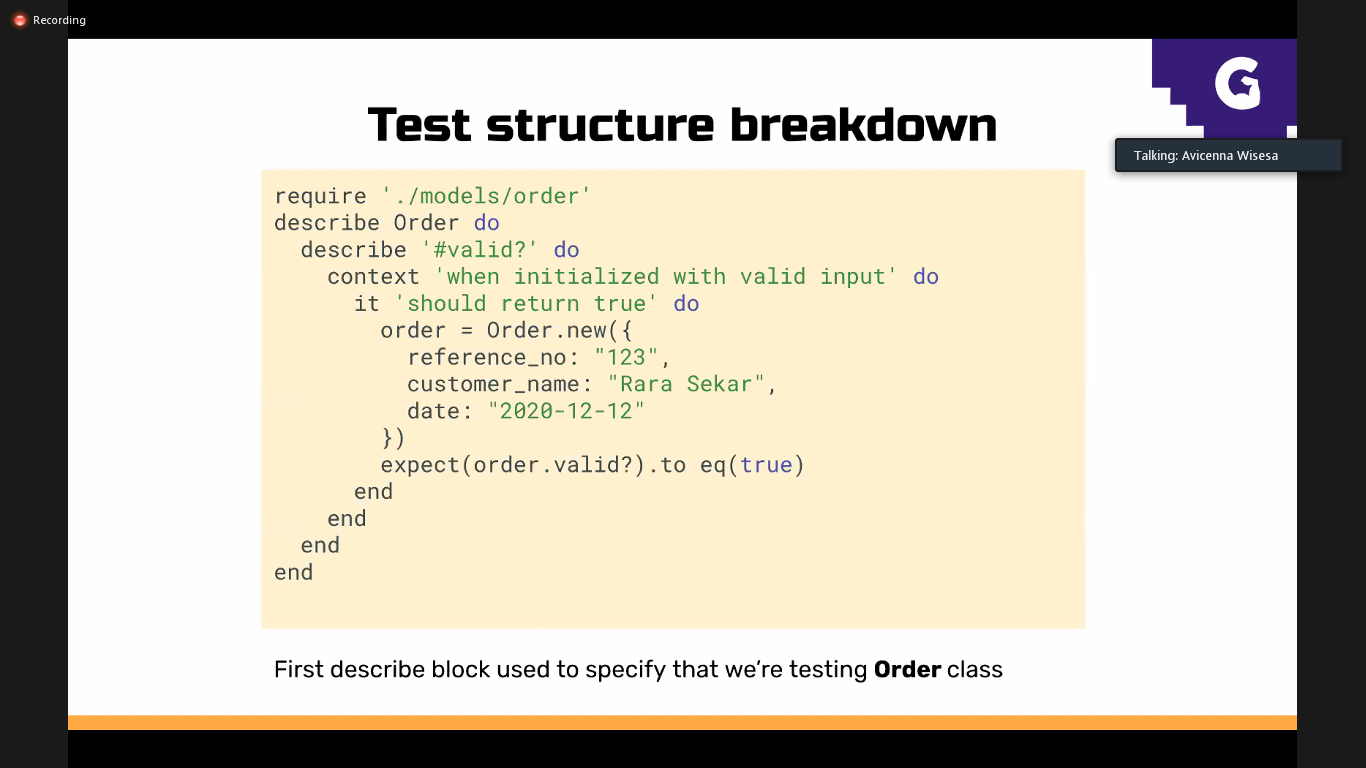 Recording
G
Test structure breakdown
Talking: Avicenna Wisesa
require './models/order'
describe Order do
  describe '#valid?' do
    context 'when initialized with valid input' do
      it 'should return true' do
        order = Order.new({
          reference_no: "123",
          customer_name: "Rara Sekar",
          date: "2020-12-12"
        })
        expect(order.valid?).to eq(true)
      end
    end
  end
end
First describe block used to specify that we're testing Order class